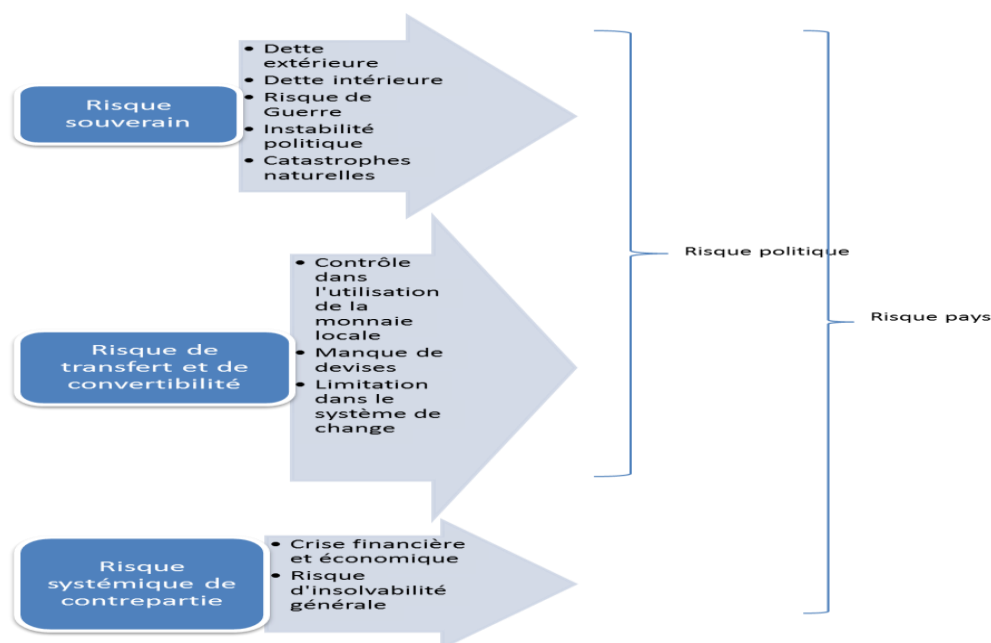 Risque
souverain
• Dette
extérieure
• Dette intérieure
• Risque de
Guerre
• Instabilité
politique
• Catastrophes
naturelles
Risque de
transfert et de
convertibilité
• Contrôle
dans
l'utilisation
de la
monnaie
locale
• Manque de
devises
• Limitation
dans le
système de
change
Risque
systémique de
contrepartie
• Crise financière
et économique
• Risque
d'insolvabilité
générale
Risque politique
Risque pays